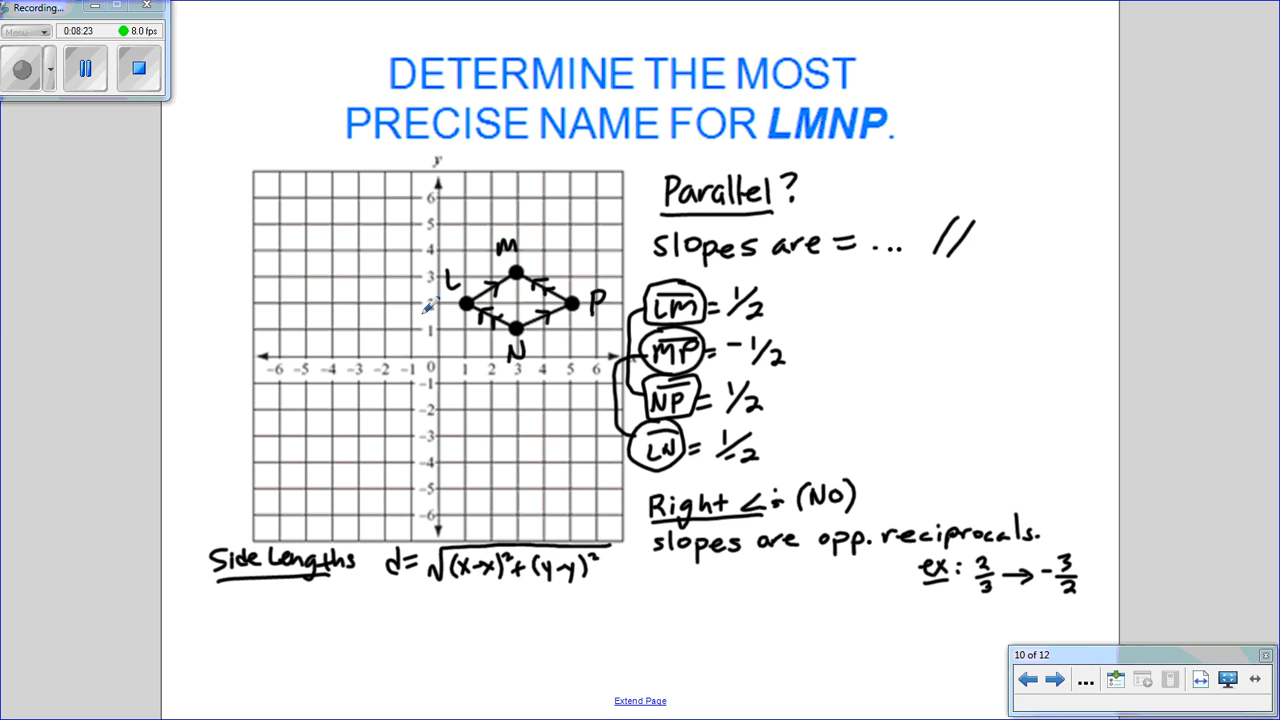 Recording...
Menu
0:08:23
8.0 fps
DETERMINE THE MOST
PRECISE NAME FOR LMNP.
y
6
5
4
3
2
1
-6 -5 -4 -3 -2 -1 0 1 2 3 4 5 6
-1
-2
-3
-4
-5
-6
M
L
P
N
Parallel?
slopes are = ... //
LM = 1/2
MP = -1/2
NP = 1/2
LN = 1/-2
Right ∠: (NO)
slopes are opp. reciprocals.
ex: 2/3 → -3/2
Side Lengths d = √(x-x)²+(y-y)²
10 of 12
Extend Page